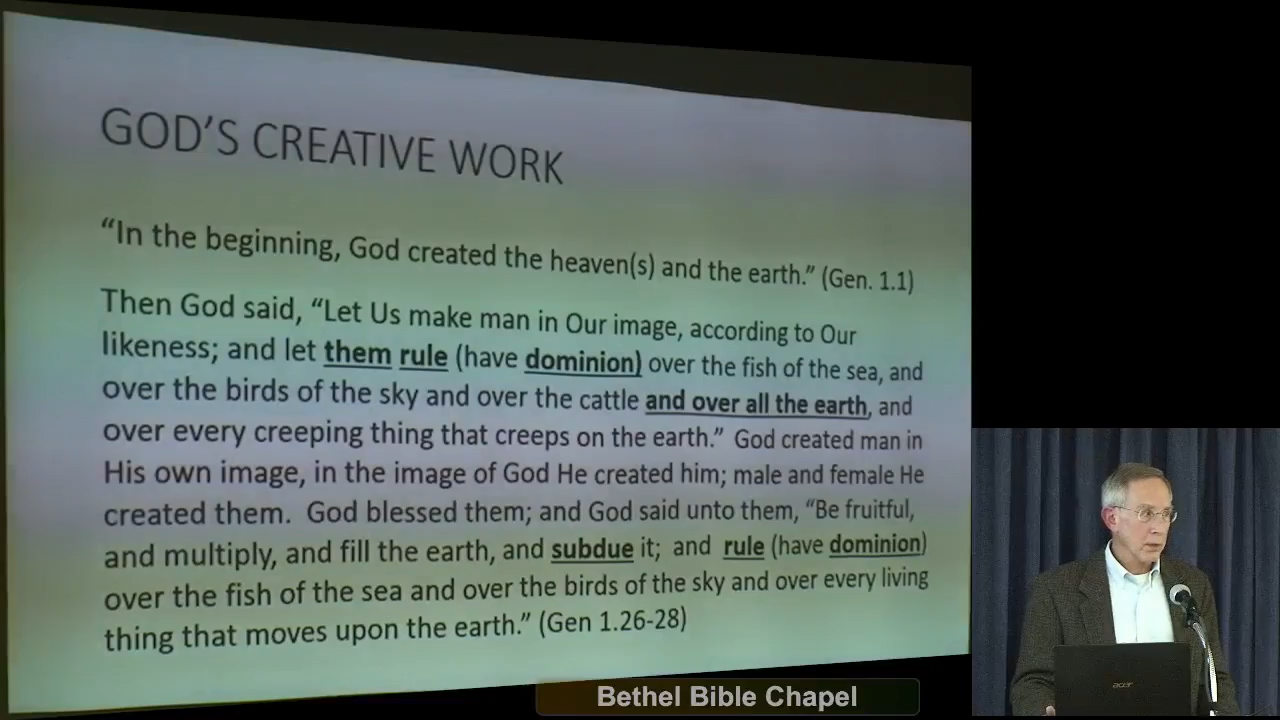 GOD'S CREATIVE WORK
“In the beginning, God created the heaven(s) and the earth.” (Gen. 1.1)
Then God said, “Let Us make man in Our image, according to Our
likeness; and let them rule (have dominion) over the fish of the sea, and
over the birds of the sky and over the cattle and over all the earth, and
over every creeping thing that creeps on the earth.”  God created man in
His own image, in the image of God He created him; male and female He
created them.  God blessed them; and God said unto them, “Be fruitful,
and multiply, and fill the earth, and subdue it;  and  rule (have dominion)
over the fish of the sea and over the birds of the sky and over every living
thing that moves upon the earth.” (Gen 1.26-28)
acer
Bethel Bible Chapel